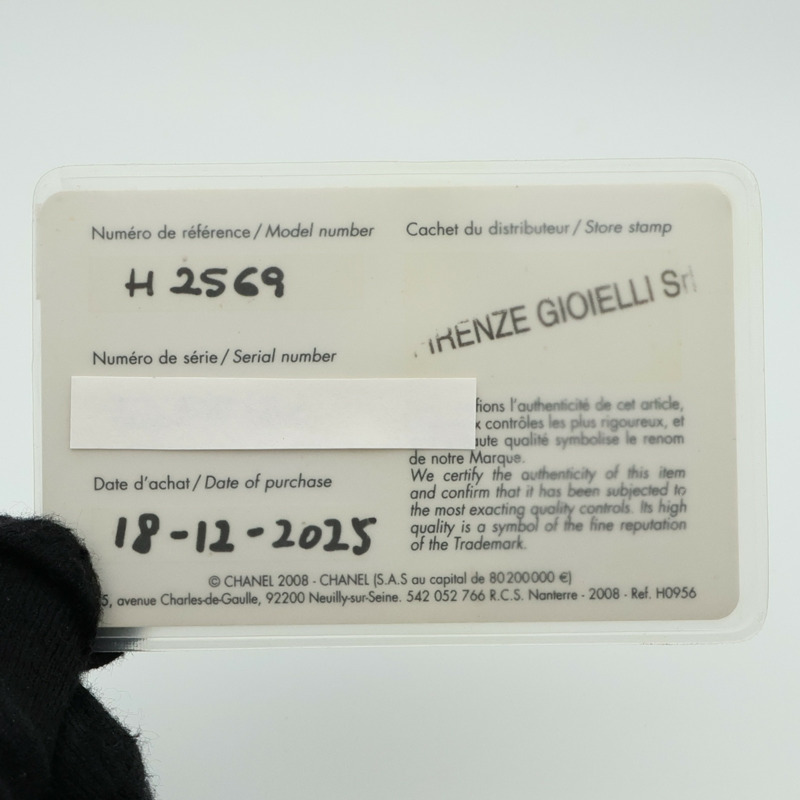 Numéro de référence / Model number
H 2569
Cachet du distributeur / Store stamp
FIRENZE GIOIELLI Srl
Numéro de série / Serial number
l'authenticité de cet article,
contrôles les plus rigoureux, et
qualité symbolise le renom
de notre Marque.
We certify the authenticity of this item
and confirm that it has been subjected to
the most exacting quality controls. Its high
quality is a symbol of the fine reputation
of the Trademark.
Date d'achat / Date of purchase
18-12-2025
© CHANEL 2008 - CHANEL (S.A.S au capital de 80 200 000 €)
5, avenue Charles-de-Gaulle, 92200 Neuilly-sur-Seine. 542 052 766 R.C.S. Nanterre - 2008 - Ref. H0956